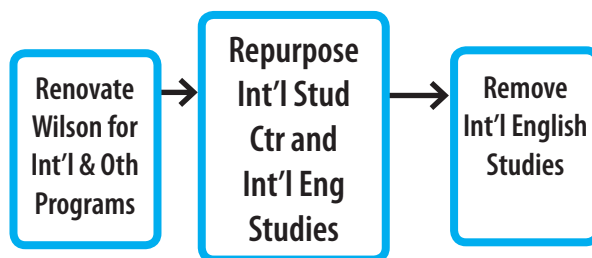 Renovate
Wilson for
Int’l & Oth
Programs
Repurpose
Int’l Stud
Ctr and
Int’l Eng
Studies
Remove
Int’l English
Studies